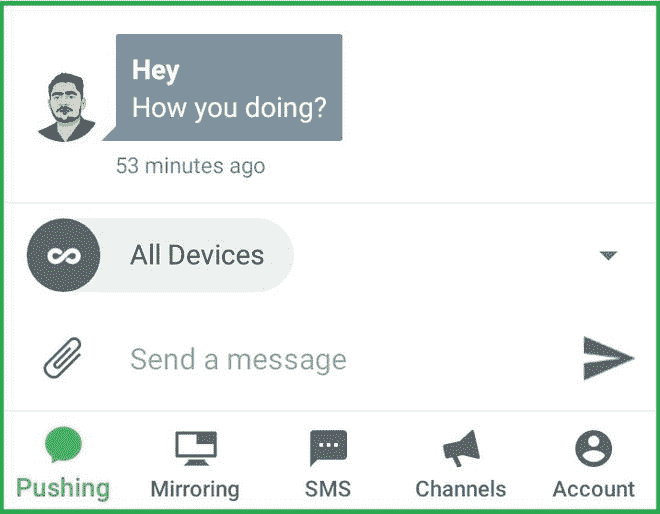 Hey
How you doing?
53 minutes ago
All Devices
Send a message
Pushing Mirroring SMS Channels Account